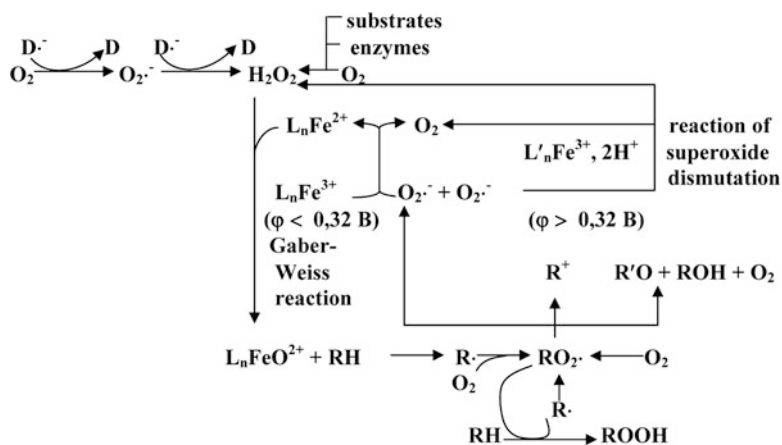 substrates
D·⁻ D D·⁻ D enzymes
O₂ O₂·⁻ H₂O₂ O₂
LₙFe²⁺ O₂ reaction of
L′ₙFe³⁺, 2H⁺ superoxide
dismutation
LₙFe³⁺ O₂·⁻ + O₂·⁻
(φ < 0,32 B) (φ > 0,32 B)
Gaber-
Weiss
reaction
R⁺ R′O + ROH + O₂
LₙFeO²⁺ + RH R· RO₂· O₂
O₂
R·
RH ROOH